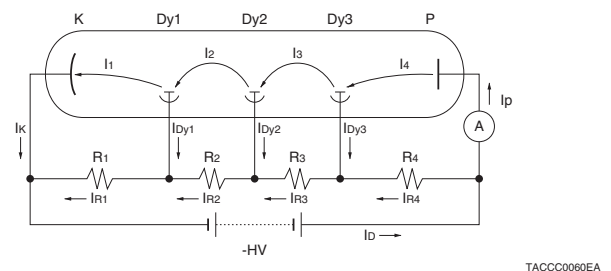 K Dy1 Dy2 Dy3 P
I1 I2 I3 I4
Ip
A
IK IDy1 IDy2 IDy3
R1 R2 R3 R4
IR1 IR2 IR3 IR4
-HV ID
TACCC0060EA